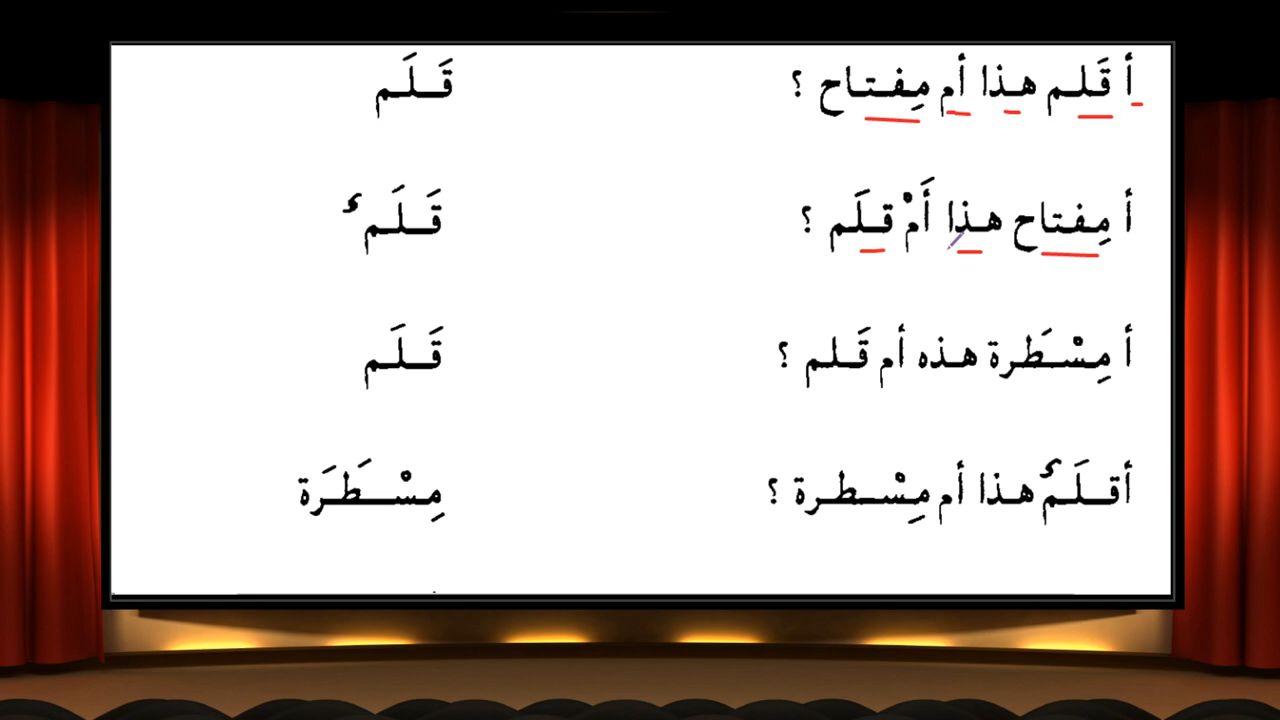 أ قَلم هذا أم مِفتاح ؟ قَلَم
أ مِفتاح هذا أَمْ قلَم ؟ قَلَمٌ
أ مِسْطَرة هذه أم قَلم ؟ قَلَم
أقلَمٌ هذا أم مِسْطرة ؟ مِسْطَرَة